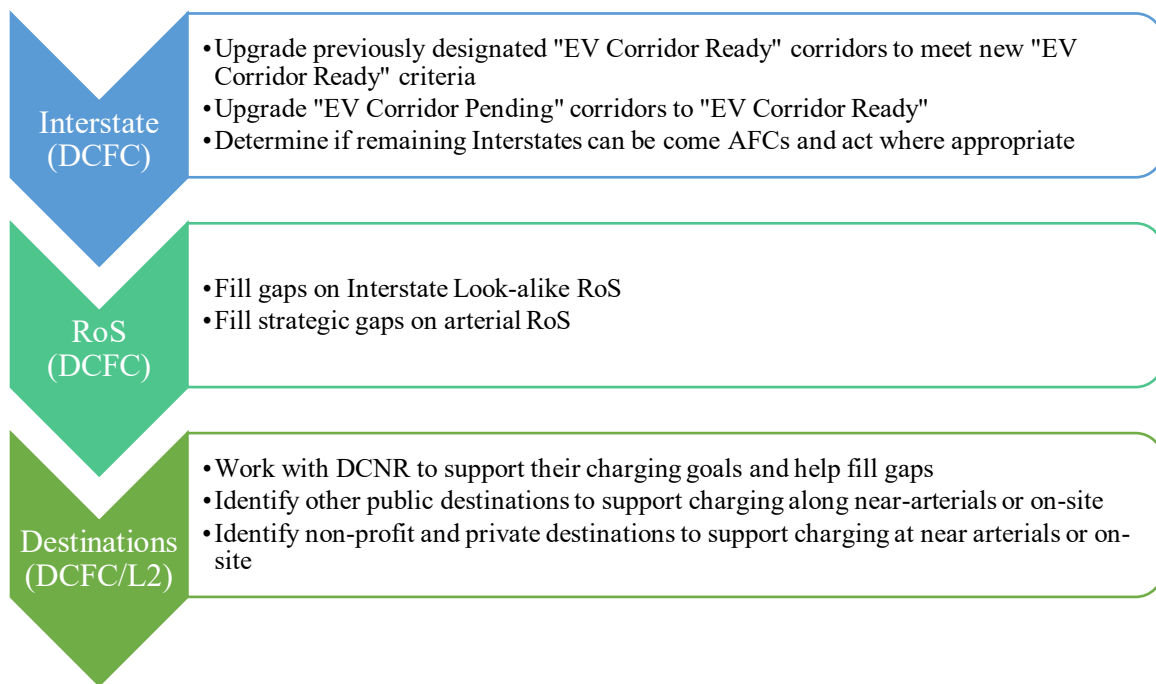 Interstate
(DCFC)
•Upgrade previously designated "EV Corridor Ready" corridors to meet new "EV
Corridor Ready" criteria
•Upgrade "EV Corridor Pending" corridors to "EV Corridor Ready"
•Determine if remaining Interstates can be come AFCs and act where appropriate
RoS
(DCFC)
•Fill gaps on Interstate Look-alike RoS
•Fill strategic gaps on arterial RoS
Destinations
(DCFC/L2)
•Work with DCNR to support their charging goals and help fill gaps
•Identify other public destinations to support charging along near-arterials or on-site
•Identify non-profit and private destinations to support charging at near arterials or on-
site